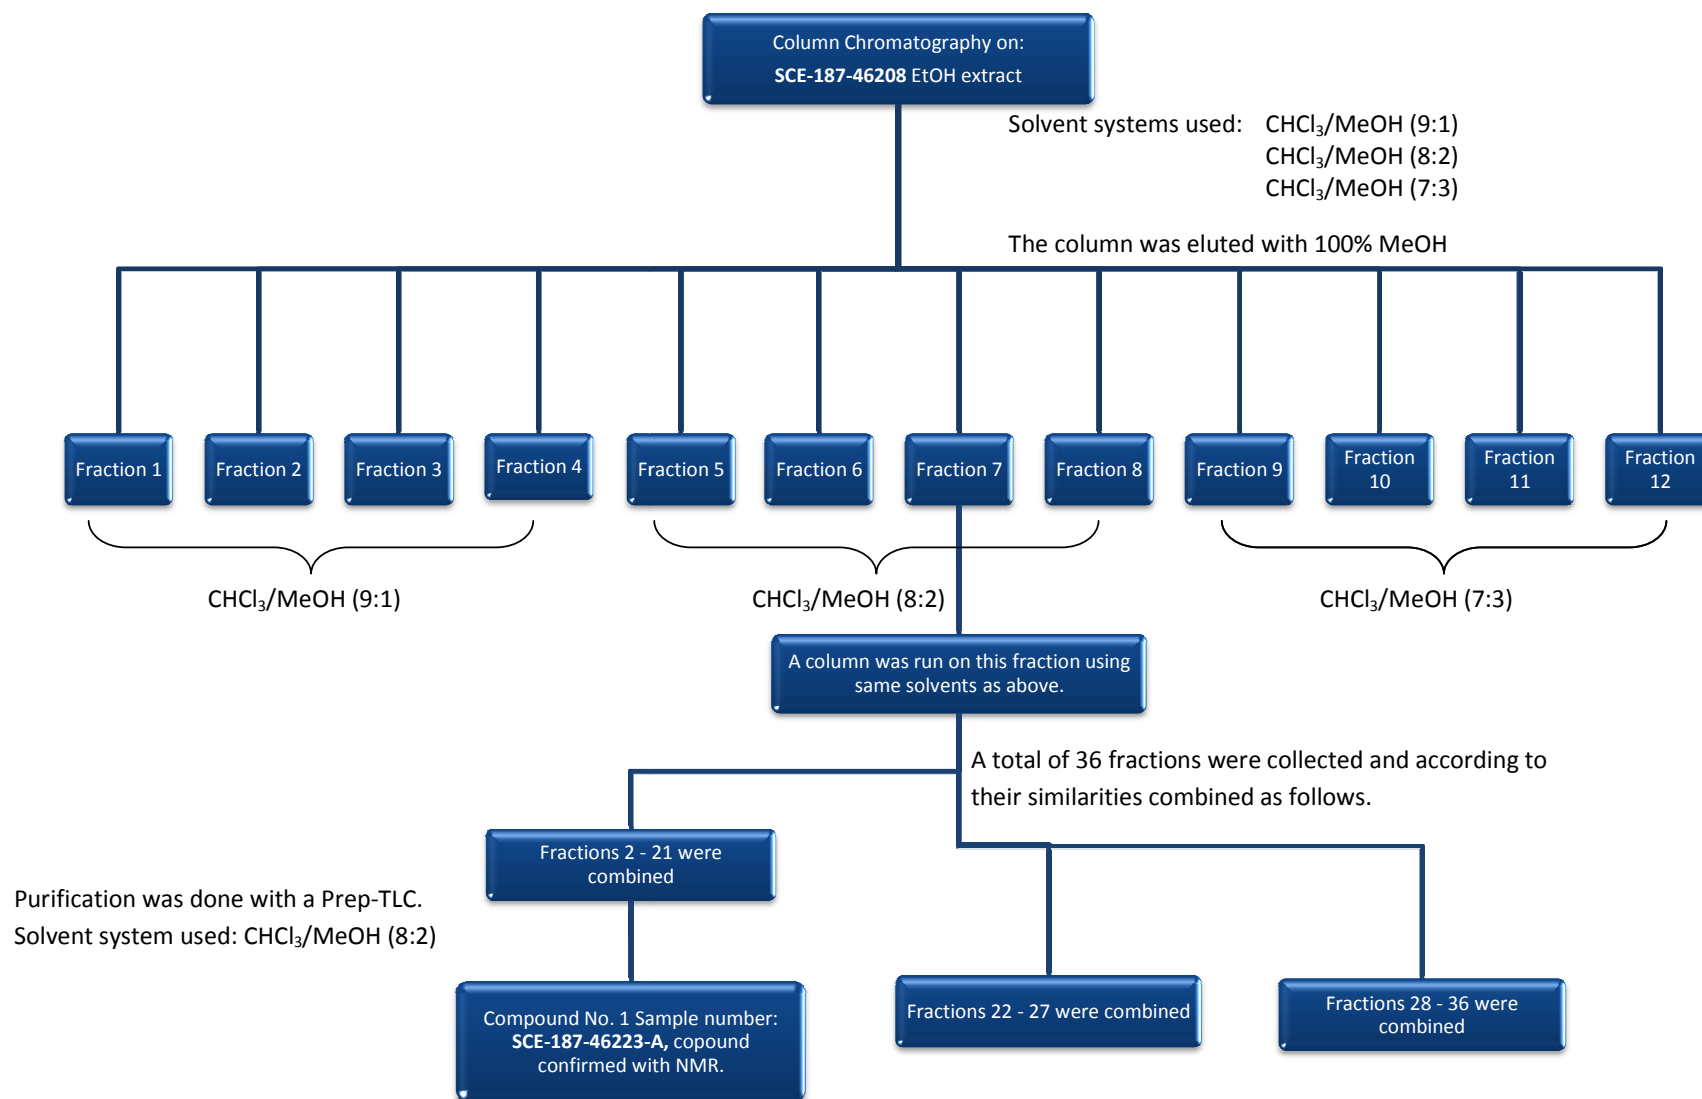 Column Chromatography on:
SCE-187-46208 EtOH extract
Solvent systems used: CHCl₃/MeOH (9:1)
CHCl₃/MeOH (8:2)
CHCl₃/MeOH (7:3)
The column was eluted with 100% MeOH
Fraction 1
Fraction 2
Fraction 3
Fraction 4
Fraction 5
Fraction 6
Fraction 7
Fraction 8
Fraction 9
Fraction
10
Fraction
11
Fraction
12
CHCl₃/MeOH (9:1)
CHCl₃/MeOH (8:2)
CHCl₃/MeOH (7:3)
A column was run on this fraction using
same solvents as above.
A total of 36 fractions were collected and according to
their similarities combined as follows.
Fractions 2 - 21 were
combined
Purification was done with a Prep-TLC.
Solvent system used: CHCl₃/MeOH (8:2)
Compound No. 1 Sample number:
SCE-187-46223-A, copound
confirmed with NMR.
Fractions 22 - 27 were combined
Fractions 28 - 36 were
combined